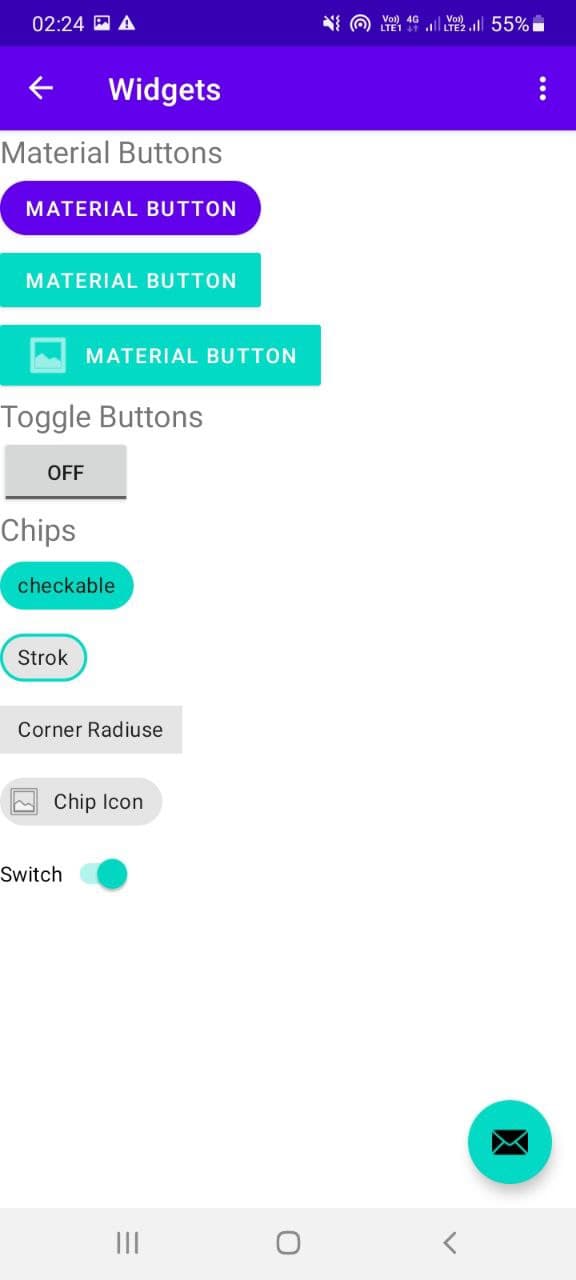 02:24 Vo)) LTE1 4G Vo)) LTE2 55%
Widgets
Material Buttons
MATERIAL BUTTON
MATERIAL BUTTON
MATERIAL BUTTON
Toggle Buttons
OFF
Chips
checkable
Strok
Corner Radiuse
Chip Icon
Switch